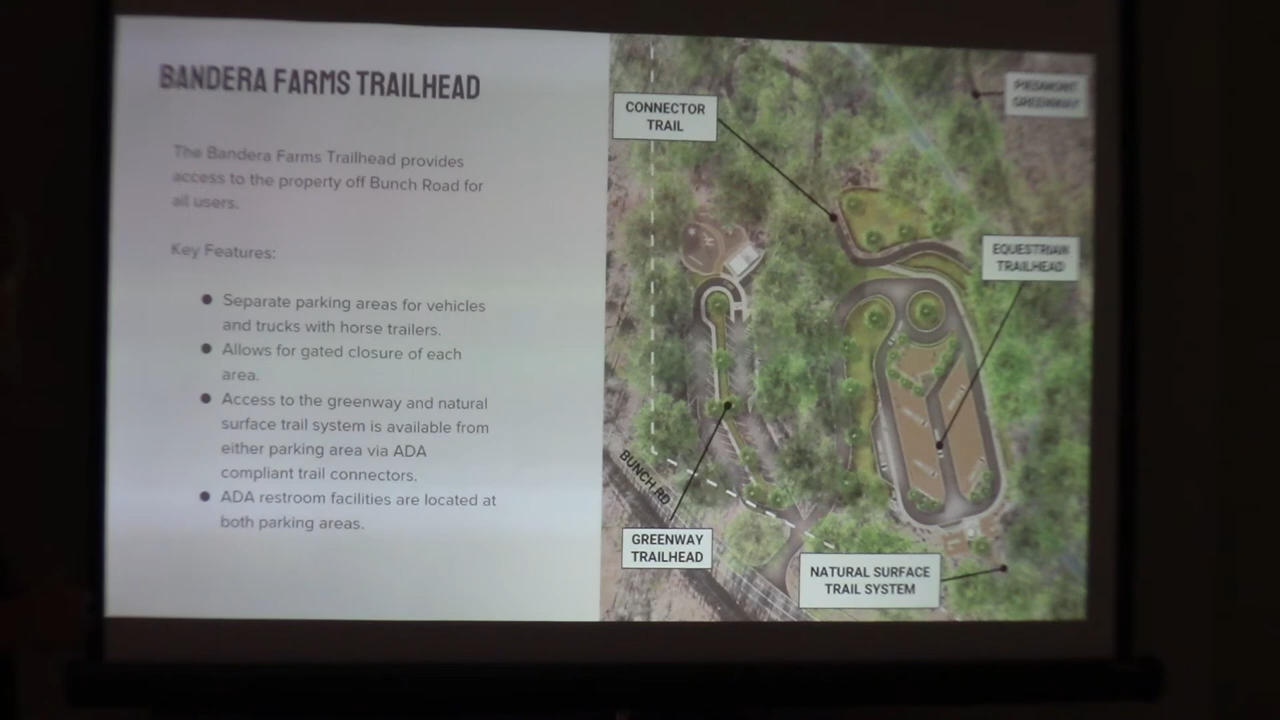 BANDERA FARMS TRAILHEAD
The Bandera Farms Trailhead provides
access to the property off Bunch Road for
all users.
Key Features:
● Separate parking areas for vehicles
and trucks with horse trailers.
● Allows for gated closure of each
area.
● Access to the greenway and natural
surface trail system is available from
either parking area via ADA
compliant trail connectors.
● ADA restroom facilities are located at
both parking areas.
PIEDMONT
GREENWAY
CONNECTOR
TRAIL
EQUESTRIAN
TRAILHEAD
BUNCH RD
GREENWAY
TRAILHEAD
NATURAL SURFACE
TRAIL SYSTEM